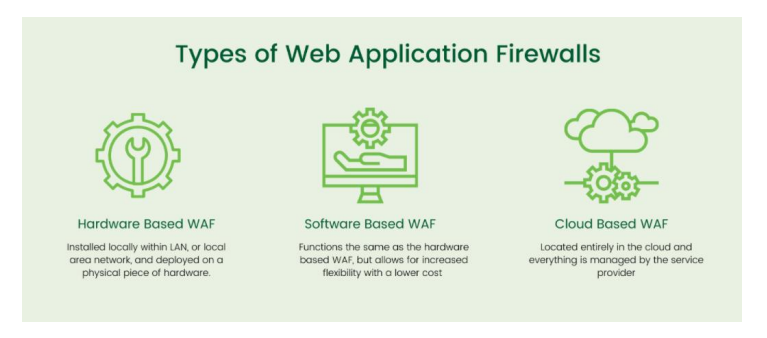 Types of Web Application Firewalls
Hardware Based WAF
Installed locally within LAN, or local
area network, and deployed on a
physical piece of hardware.
Software Based WAF
Functions the same as the hardware
based WAF, but allows for increased
flexibility with a lower cost
Cloud Based WAF
Located entirely in the cloud and
everything is managed by the service
provider